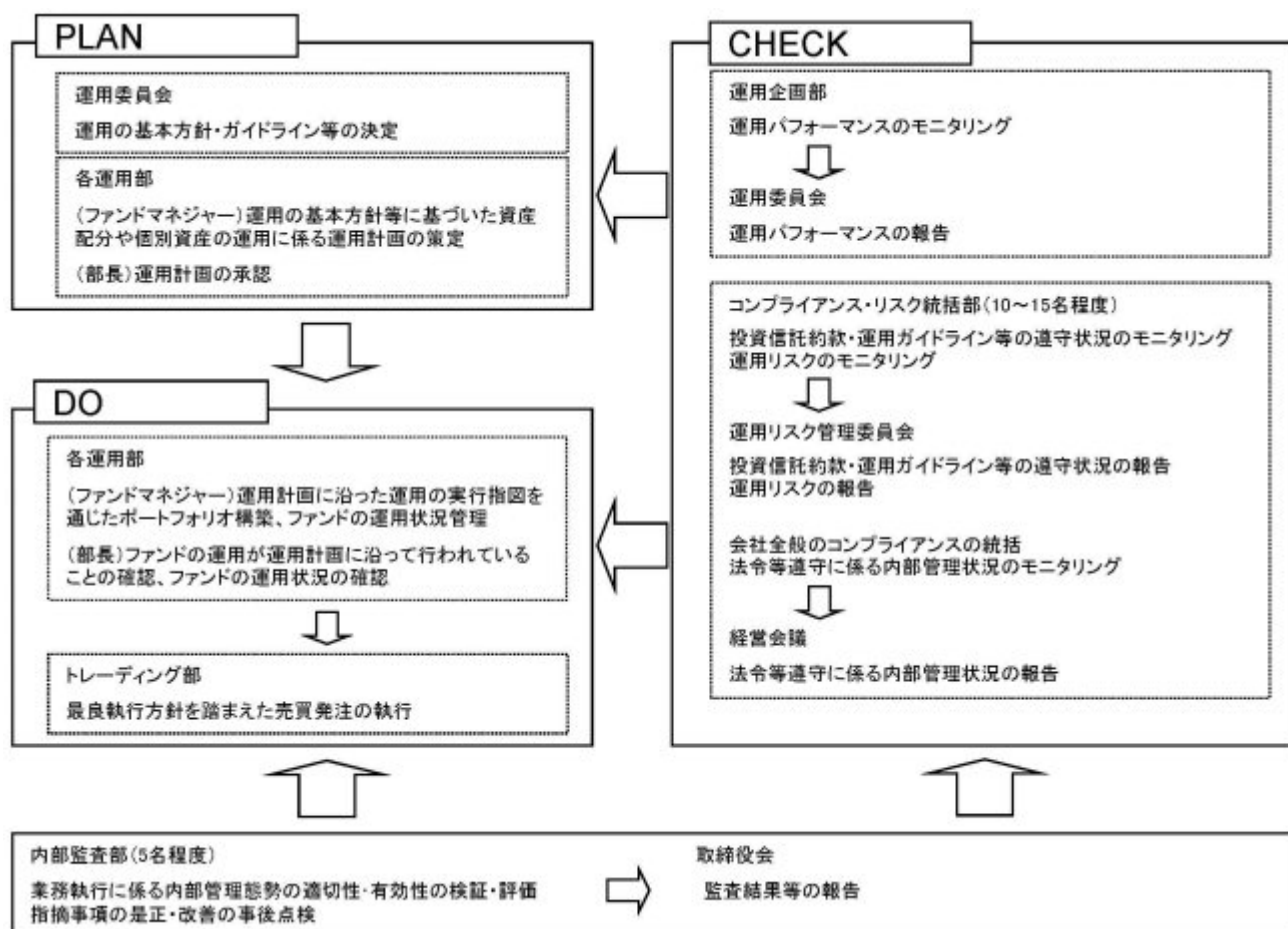 PLAN
運用委員会
運用の基本方針・ガイドライン等の決定
各運用部
(ファンドマネジャー)運用の基本方針等に基づいた資産
配分や個別資産の運用に係る運用計画の策定
(部長)運用計画の承認
DO
各運用部
(ファンドマネジャー)運用計画に沿った運用の実行指図を
通じたポートフォリオ構築、ファンドの運用状況管理
(部長)ファンドの運用が運用計画に沿って行われている
ことの確認、ファンドの運用状況の確認
トレーディング部
最良執行方針を踏まえた売買発注の執行
CHECK
運用企画部
運用パフォーマンスのモニタリング
運用委員会
運用パフォーマンスの報告
コンプライアンス・リスク統括部(10～15名程度)
投資信託約款・運用ガイドライン等の遵守状況のモニタリング
運用リスクのモニタリング
運用リスク管理委員会
投資信託約款・運用ガイドライン等の遵守状況の報告
運用リスクの報告
会社全般のコンプライアンスの統括
法令等遵守に係る内部管理状況のモニタリング
経営会議
法令等遵守に係る内部管理状況の報告
内部監査部(5名程度)
業務執行に係る内部管理態勢の適切性・有効性の検証・評価
指摘事項の是正・改善の事後点検
取締役会
監査結果等の報告